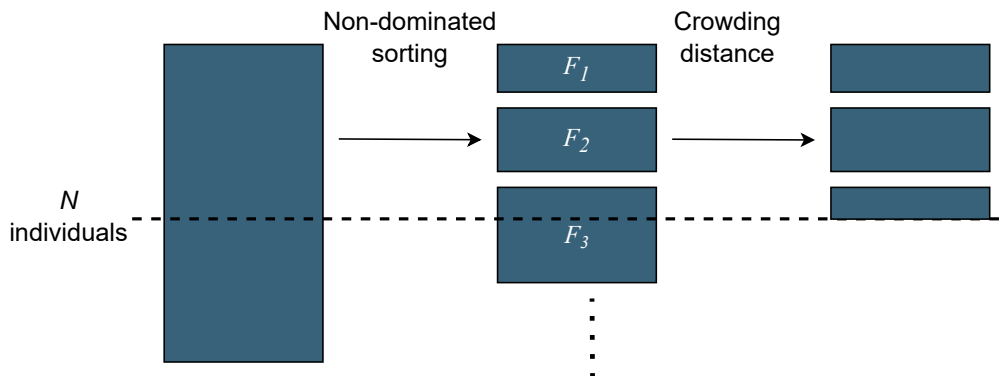 Non-dominated
sorting
Crowding
distance
F1
F2
F3
N
individuals